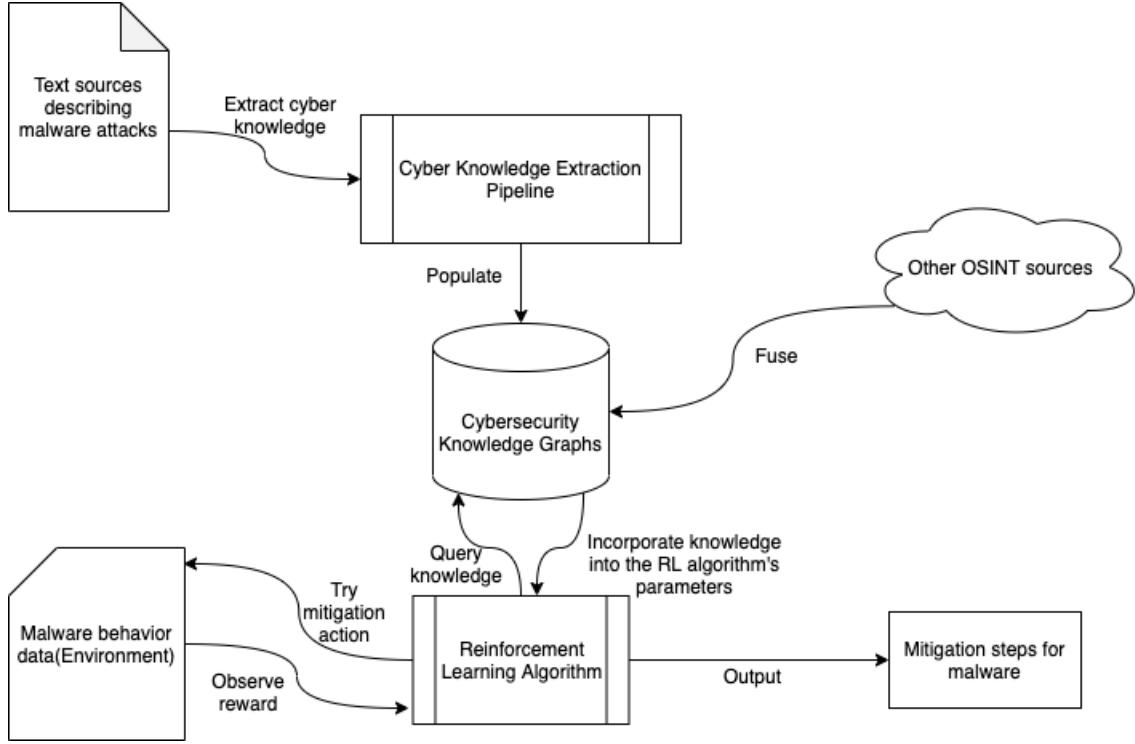 Text sources
describing
malware attacks
Extract cyber
knowledge
Cyber Knowledge Extraction
Pipeline
Populate
Other OSINT sources
Fuse
Cybersecurity
Knowledge Graphs
Query
knowledge
Incorporate knowledge
into the RL algorithm's
parameters
Try
mitigation
action
Malware behavior
data(Environment)
Observe
reward
Reinforcement
Learning Algorithm
Output
Mitigation steps for
malware